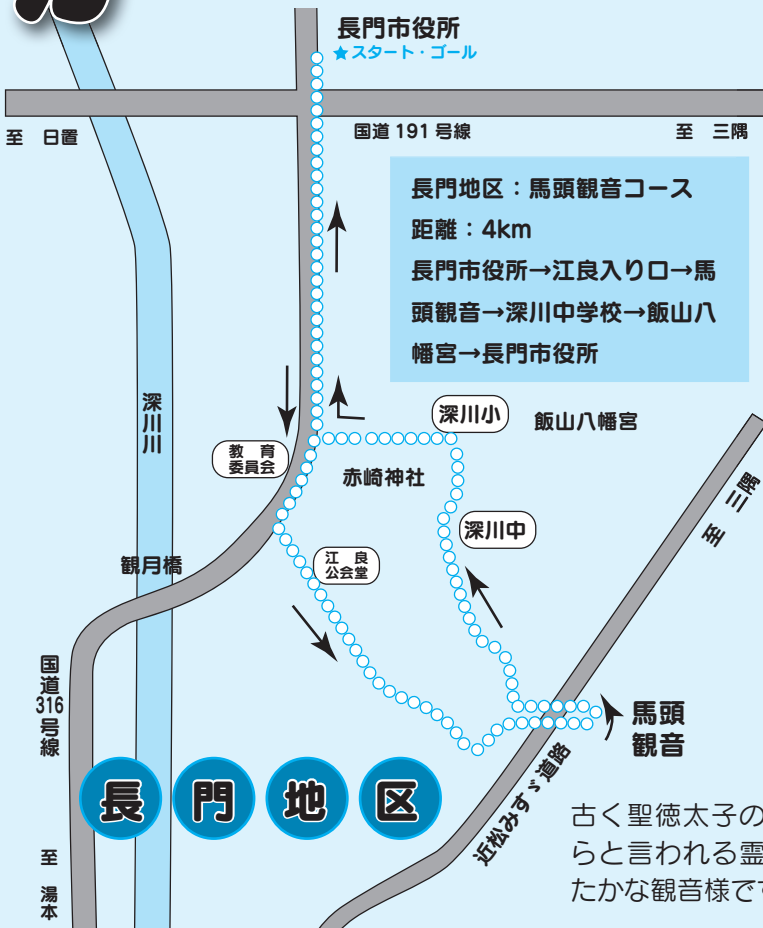 長門市役所
★スタート・ゴール
至 日置
国道 191 号線
至 三隅
長門地区：馬頭観音コース
距離：4km
長門市役所→江良入り口→馬
頭観音→深川中学校→飯山八
幡宮→長門市役所
深川川
深川小
飯山八幡宮
教 育
委員会
赤崎神社
至 三隅
深川中
江 良
公会堂
観月橋
国道316号線
馬頭
観音
長門地区
近松みすゞ道路
古く聖徳太子の
らと言われる霊
たかな観音様です
至 湯本